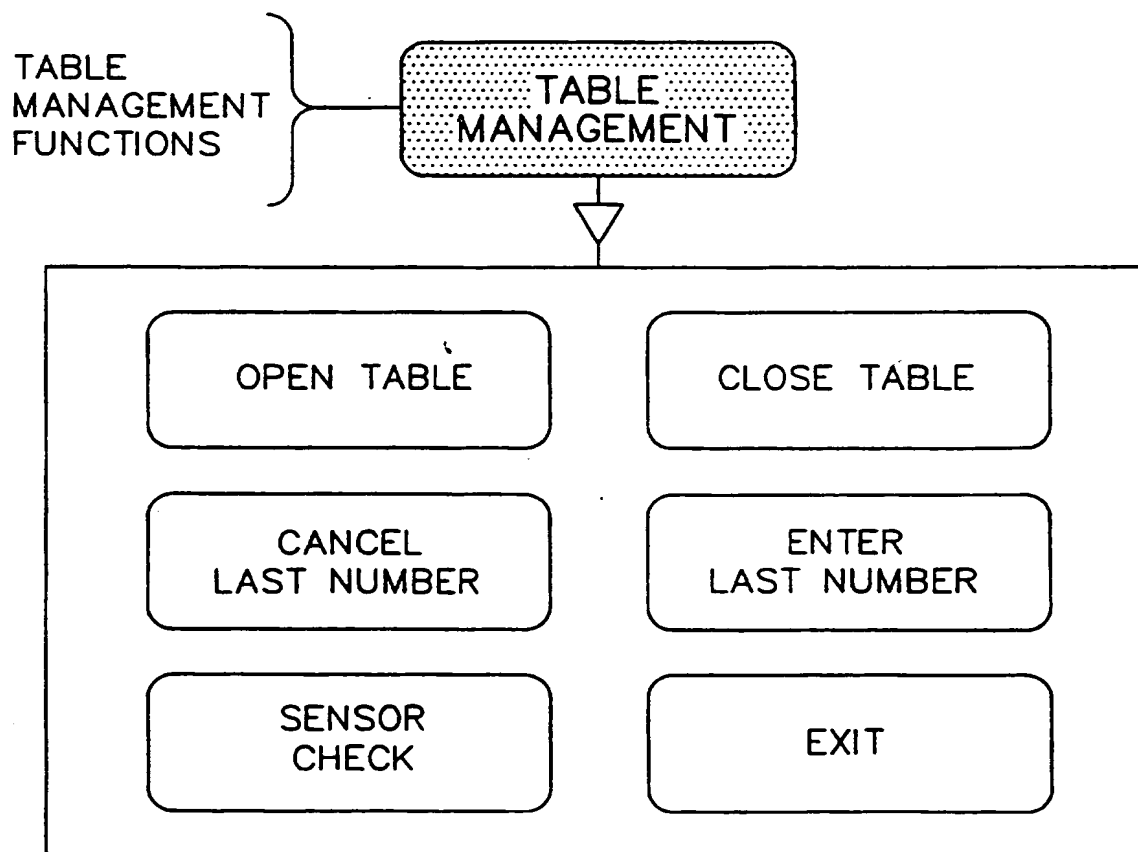 TABLE
MANAGEMENT
FUNCTIONS
TABLE
MANAGEMENT
OPEN TABLE
CLOSE TABLE
CANCEL
LAST NUMBER
ENTER
LAST NUMBER
SENSOR
CHECK
EXIT